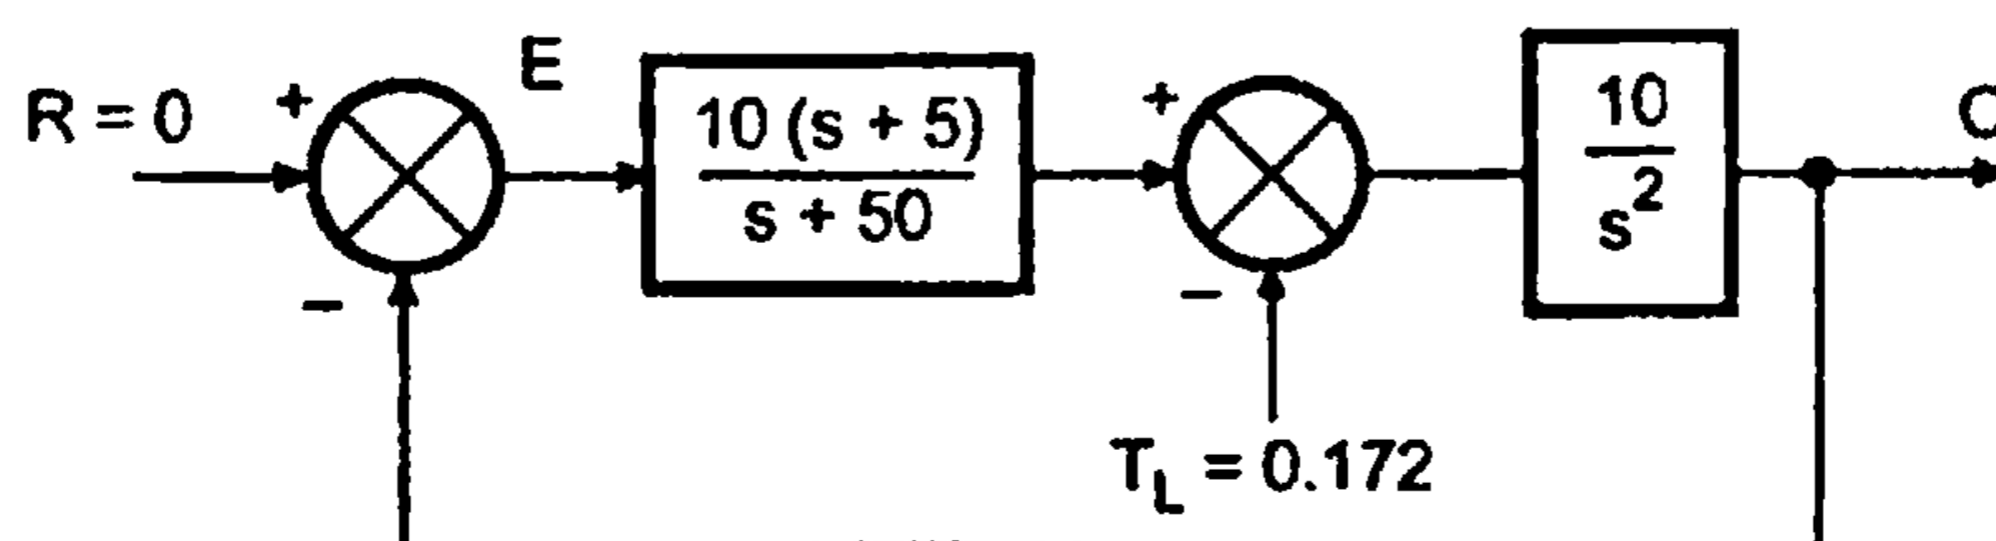 R = 0
+
E
10 (s + 5)
s + 50
+
10
s²
−
−
T_L = 0.172